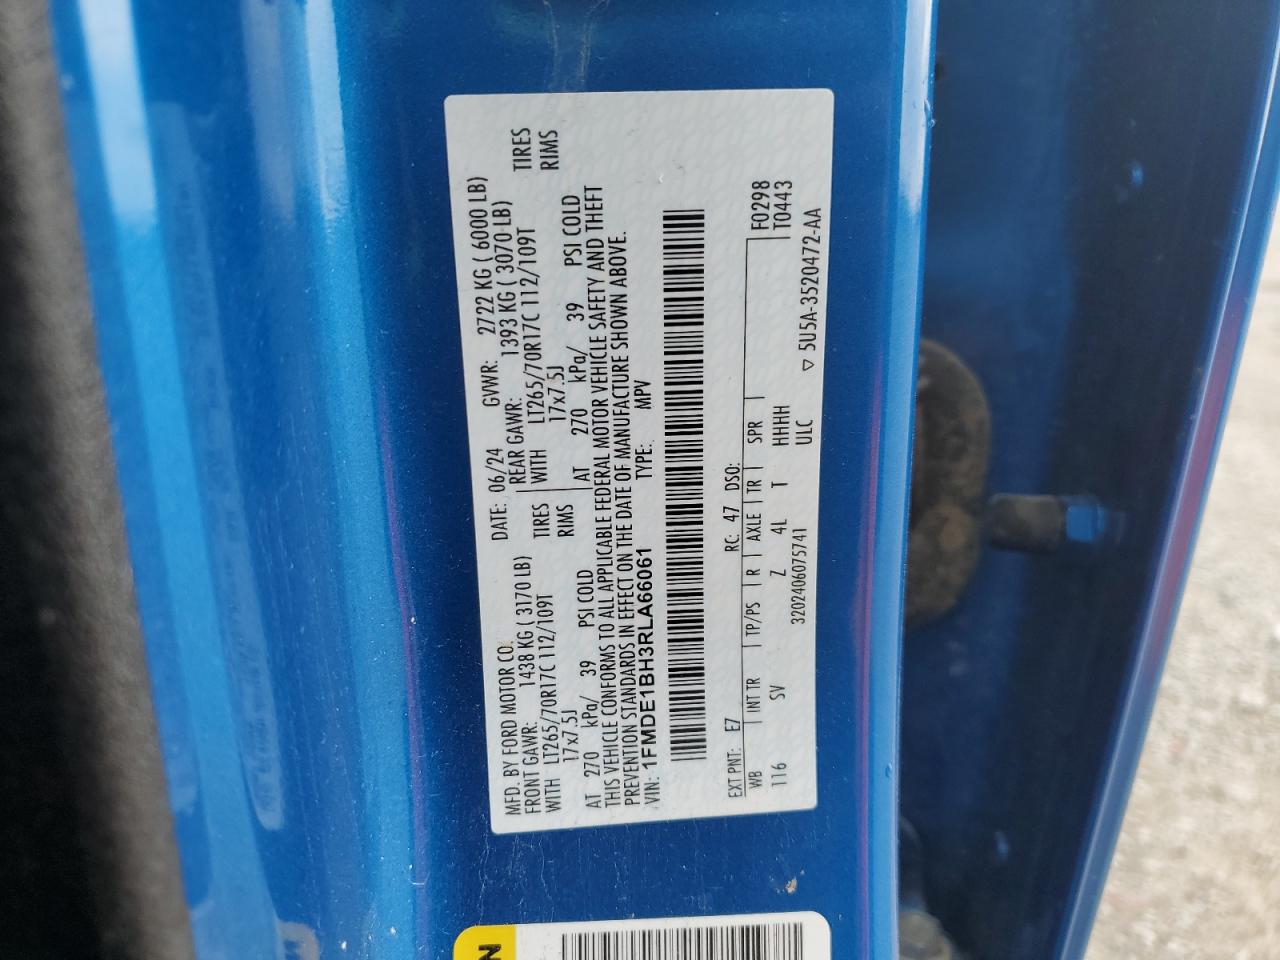 MFD. BY FORD MOTOR CO.
DATE: 06/24 GVWR: 2722 KG ( 6000 LB)
FRONT GAWR: 1438 KG ( 3170 LB) REAR GAWR: 1393 KG ( 3070 LB)
WITH LT265/70R17C 112/109T TIRES WITH LT265/70R17C 112/109T TIRES
17x7.5J RIMS 17x7.5J RIMS
AT 270 kPa/ 39 PSI COLD AT 270 kPa/ 39 PSI COLD
THIS VEHICLE CONFORMS TO ALL APPLICABLE FEDERAL MOTOR VEHICLE SAFETY AND THEFT
PREVENTION STANDARDS IN EFFECT ON THE DATE OF MANUFACTURE SHOWN ABOVE.
VIN: 1FMDE1BH3RLA66061 TYPE: MPV
EXT PNT: E7 RC: 47 DSO: F0298
WB INT TR TP/PS R AXLE TR SPR T0443
116 SV Z 4L T HHHH
3202406075741 ULC ▽ 5U5A-3520472-AA